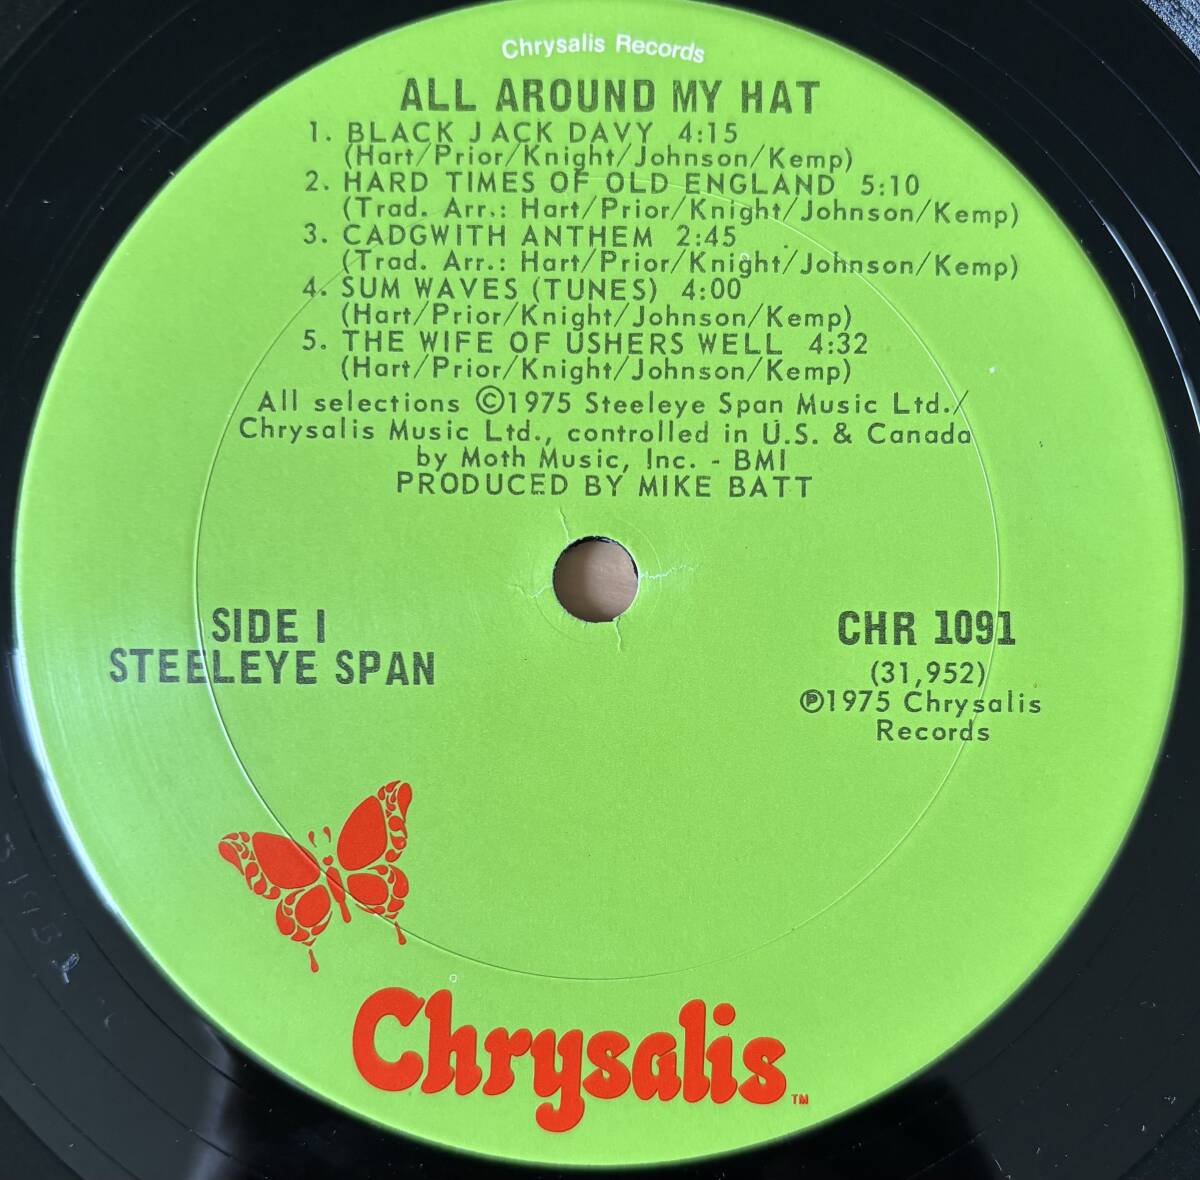 Chrysalis Records
ALL AROUND MY HAT
1. BLACK JACK DAVY 4:15
(Hart/Prior/Knight/Johnson/Kemp)
2. HARD TIMES OF OLD ENGLAND 5:10
(Trad. Arr.: Hart/Prior/Knight/Johnson/Kemp)
3. CADGWITH ANTHEM 2:45
(Trad. Arr.: Hart/Prior/Knight/Johnson/Kemp)
4. SUM WAVES (TUNES) 4:00
(Hart/Prior/Knight/Johnson/Kemp)
5. THE WIFE OF USHERS WELL 4:32
(Hart/Prior/Knight/Johnson/Kemp)
All selections ©1975 Steeleye Span Music Ltd./
Chrysalis Music Ltd., controlled in U.S. & Canada
by Moth Music, Inc. - BMI
PRODUCED BY MIKE BATT
SIDE I
STEELEYE SPAN
CHR 1091
(31,952)
℗1975 Chrysalis
Records
Chrysalis TM